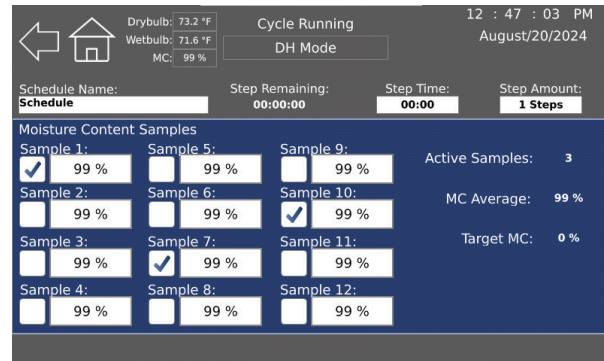 Drybulb: 73.2 °F
Wetbulb: 71.6 °F
MC: 99 %
Cycle Running
DH Mode
12 : 47 : 03 PM
August/20/2024
Schedule Name:
Schedule
Step Remaining:
00:00:00
Step Time:
00:00
Step Amount:
1 Steps
Moisture Content Samples
Sample 1: Sample 5: Sample 9:
99 % 99 % 99 %
Sample 2: Sample 6: Sample 10:
99 % 99 % 99 %
Sample 3: Sample 7: Sample 11:
99 % 99 % 99 %
Sample 4: Sample 8: Sample 12:
99 % 99 % 99 %
Active Samples: 3
MC Average: 99 %
Target MC: 0 %